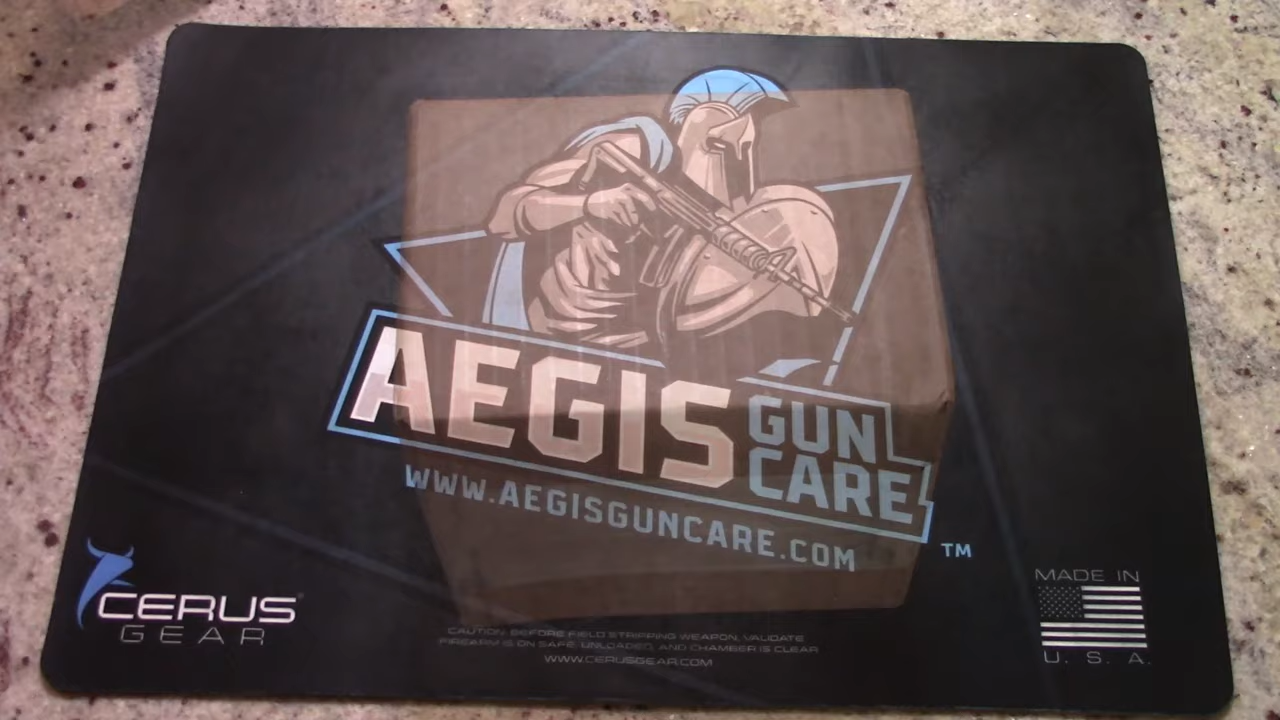 AEGIS
GUN
CARE
WWW.AEGISGUNCARE.COM
TM
CERUS
GEAR
MADE IN
U. S. A.
CAUTION: BEFORE FIELD STRIPPING WEAPON, VALIDATE
FIREARM IS ON SAFE, UNLOADED, AND CHAMBER IS CLEAR
WWW.CERUSGEAR.COM